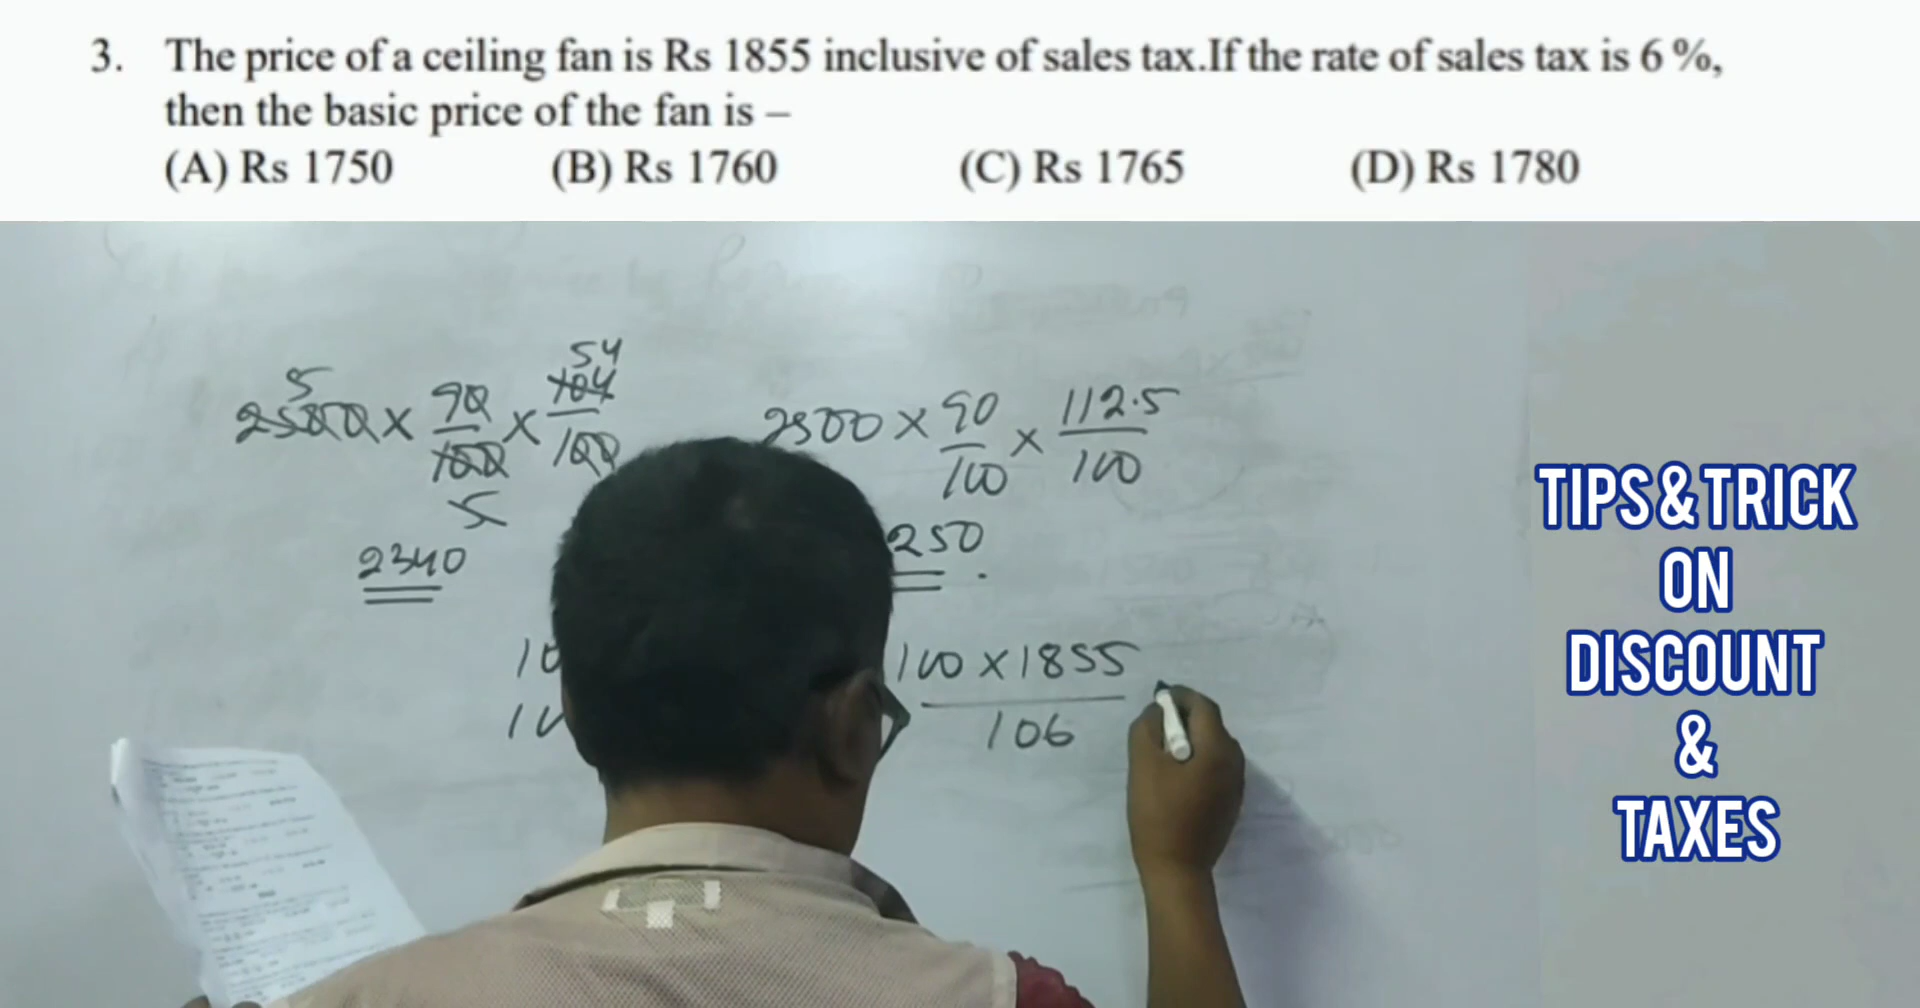 3. The price of a ceiling fan is Rs 1855 inclusive of sales tax.If the rate of sales tax is 6 %,
then the basic price of the fan is –
(A) Rs 1750 (B) Rs 1760 (C) Rs 1765 (D) Rs 1780
5 54
2500 × 90/100 × 104/100
5
2340
2500 × 90/100 × 112.5/100
250
100 × 1855
106
TIPS & TRICK
ON
DISCOUNT
&
TAXES